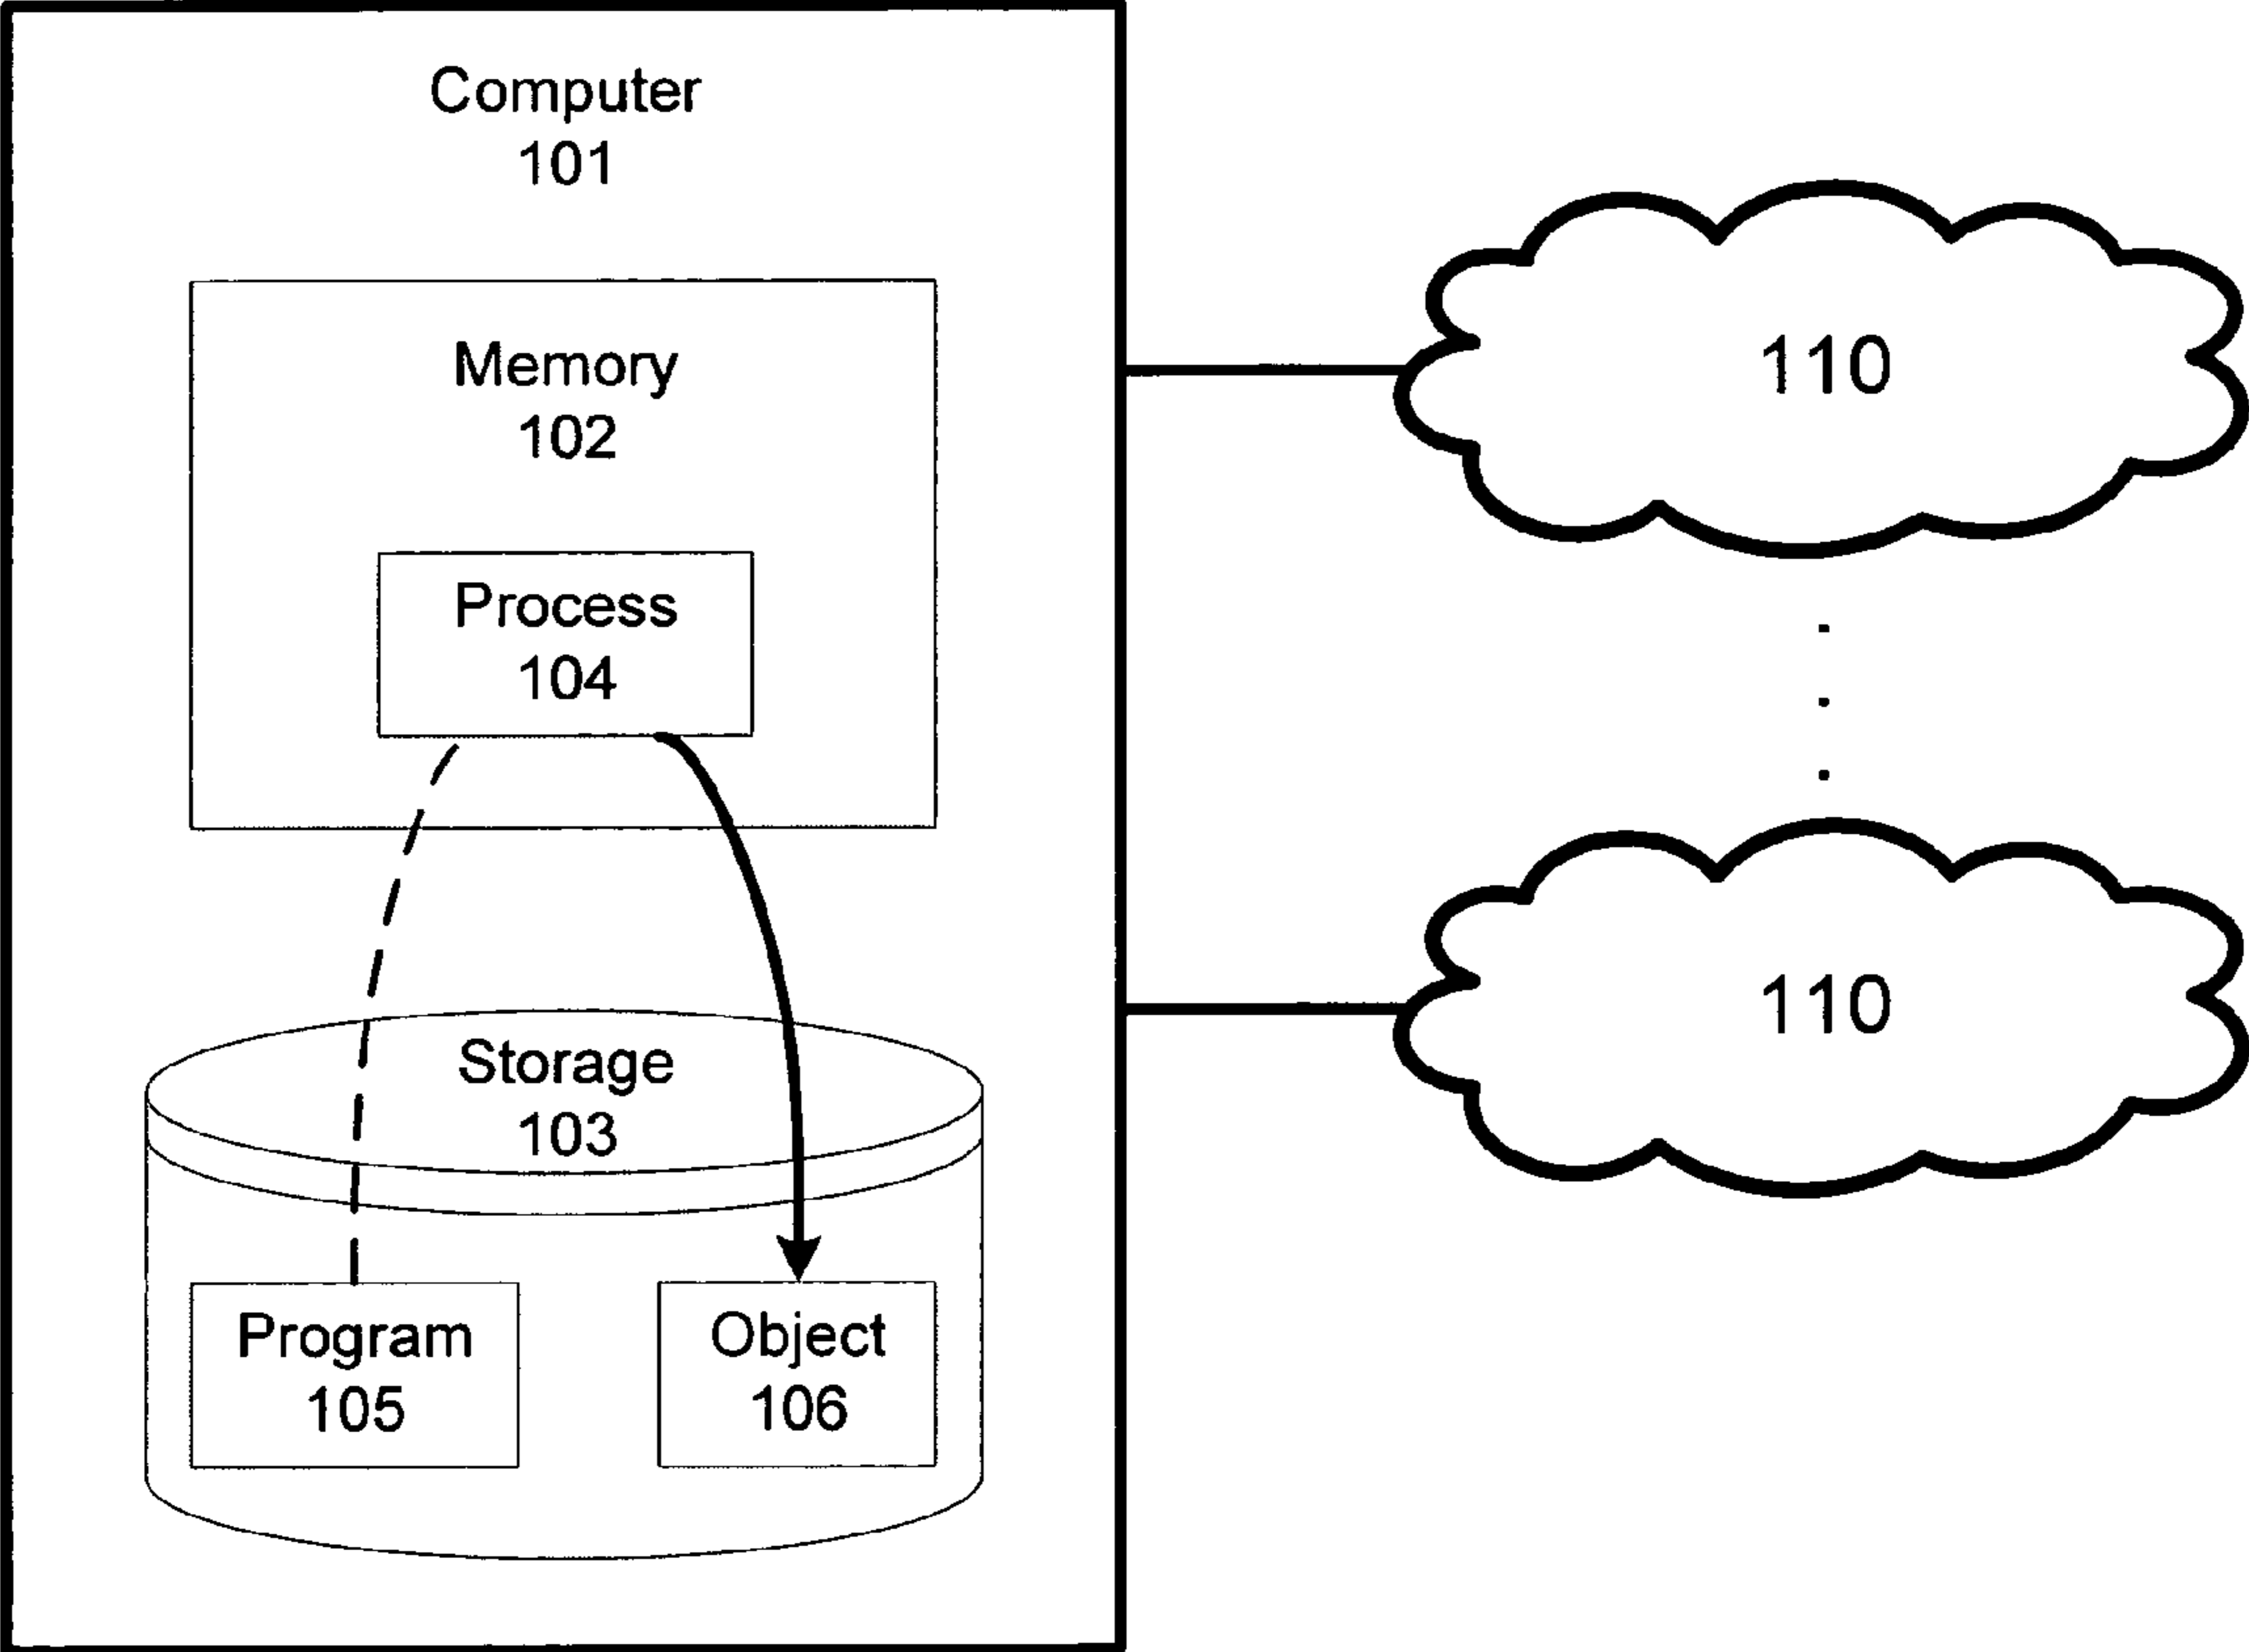 Computer
101
Memory
102
Process
104
Storage
103
Program
105
Object
106
110
110